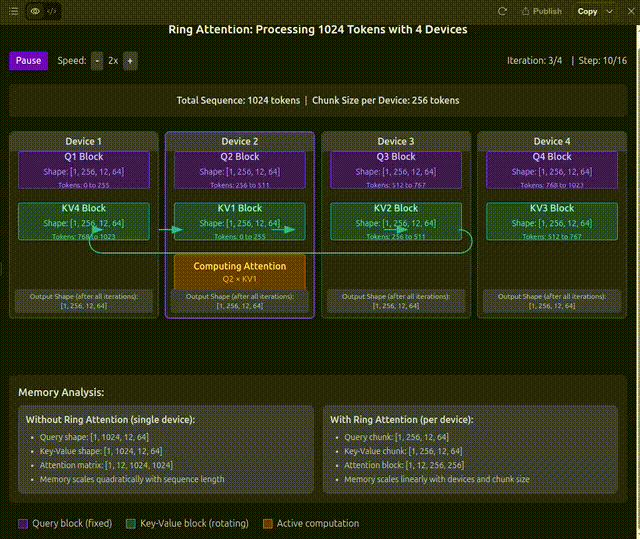 Publish
Copy
Ring Attention: Processing 1024 Tokens with 4 Devices
Pause
Speed:
-
2x
+
Iteration: 3/4 | Step: 10/16
Total Sequence: 1024 tokens | Chunk Size per Device: 256 tokens
Device 1
Q1 Block
Shape: [1, 256, 12, 64]
Tokens: 0 to 255
KV4 Block
Shape: [1, 256, 12, 64]
Tokens: 768 to 1023
Output Shape (after all iterations):
[1, 256, 12, 64]
Device 2
Q2 Block
Shape: [1, 256, 12, 64]
Tokens: 256 to 511
KV1 Block
Shape: [1, 256, 12, 64]
Tokens: 0 to 255
Computing Attention
Q2 × KV1
Output Shape (after all iterations):
[1, 256, 12, 64]
Device 3
Q3 Block
Shape: [1, 256, 12, 64]
Tokens: 512 to 767
KV2 Block
Shape: [1, 256, 12, 64]
Tokens: 256 to 511
Output Shape (after all iterations):
[1, 256, 12, 64]
Device 4
Q4 Block
Shape: [1, 256, 12, 64]
Tokens: 768 to 1023
KV3 Block
Shape: [1, 256, 12, 64]
Tokens: 512 to 767
Output Shape (after all iterations):
[1, 256, 12, 64]
Memory Analysis:
Without Ring Attention (single device):
• Query shape: [1, 1024, 12, 64]
• Key-Value shape: [1, 1024, 12, 64]
• Attention matrix: [1, 12, 1024, 1024]
• Memory scales quadratically with sequence length
With Ring Attention (per device):
• Query chunk: [1, 256, 12, 64]
• Key-Value chunk: [1, 256, 12, 64]
• Attention block: [1, 12, 256, 256]
• Memory scales linearly with devices and chunk size
Query block (fixed)
Key-Value block (rotating)
Active computation